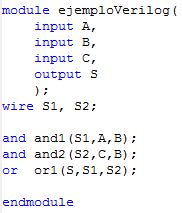 module ejemploVerilog(
input A,
input B,
input C,
output S
);
wire S1, S2;
and and1(S1,A,B);
and and2(S2,C,B);
or or1(S,S1,S2);
endmodule